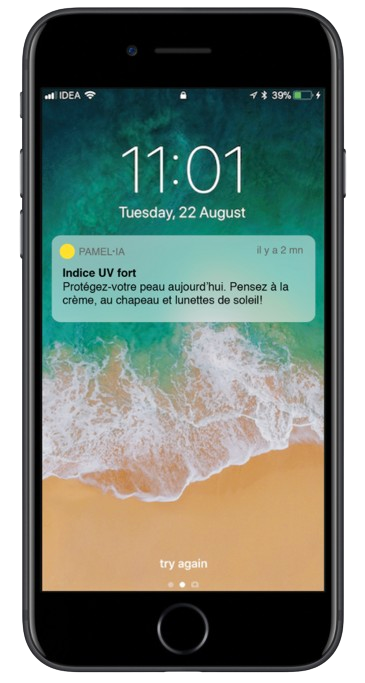 IDEA 39%
11:01
Tuesday, 22 August
PAMEL·IA il y a 2 mn
Indice UV fort
Protégez-votre peau aujourd'hui. Pensez à la
crème, au chapeau et lunettes de soleil!
try again